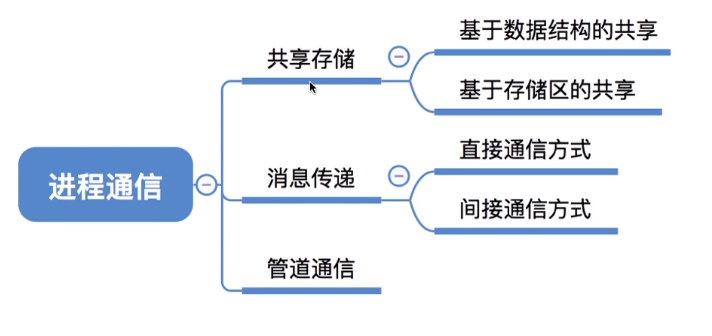 进程通信
共享存储
基于数据结构的共享
基于存储区的共享
消息传递
直接通信方式
间接通信方式
管道通信